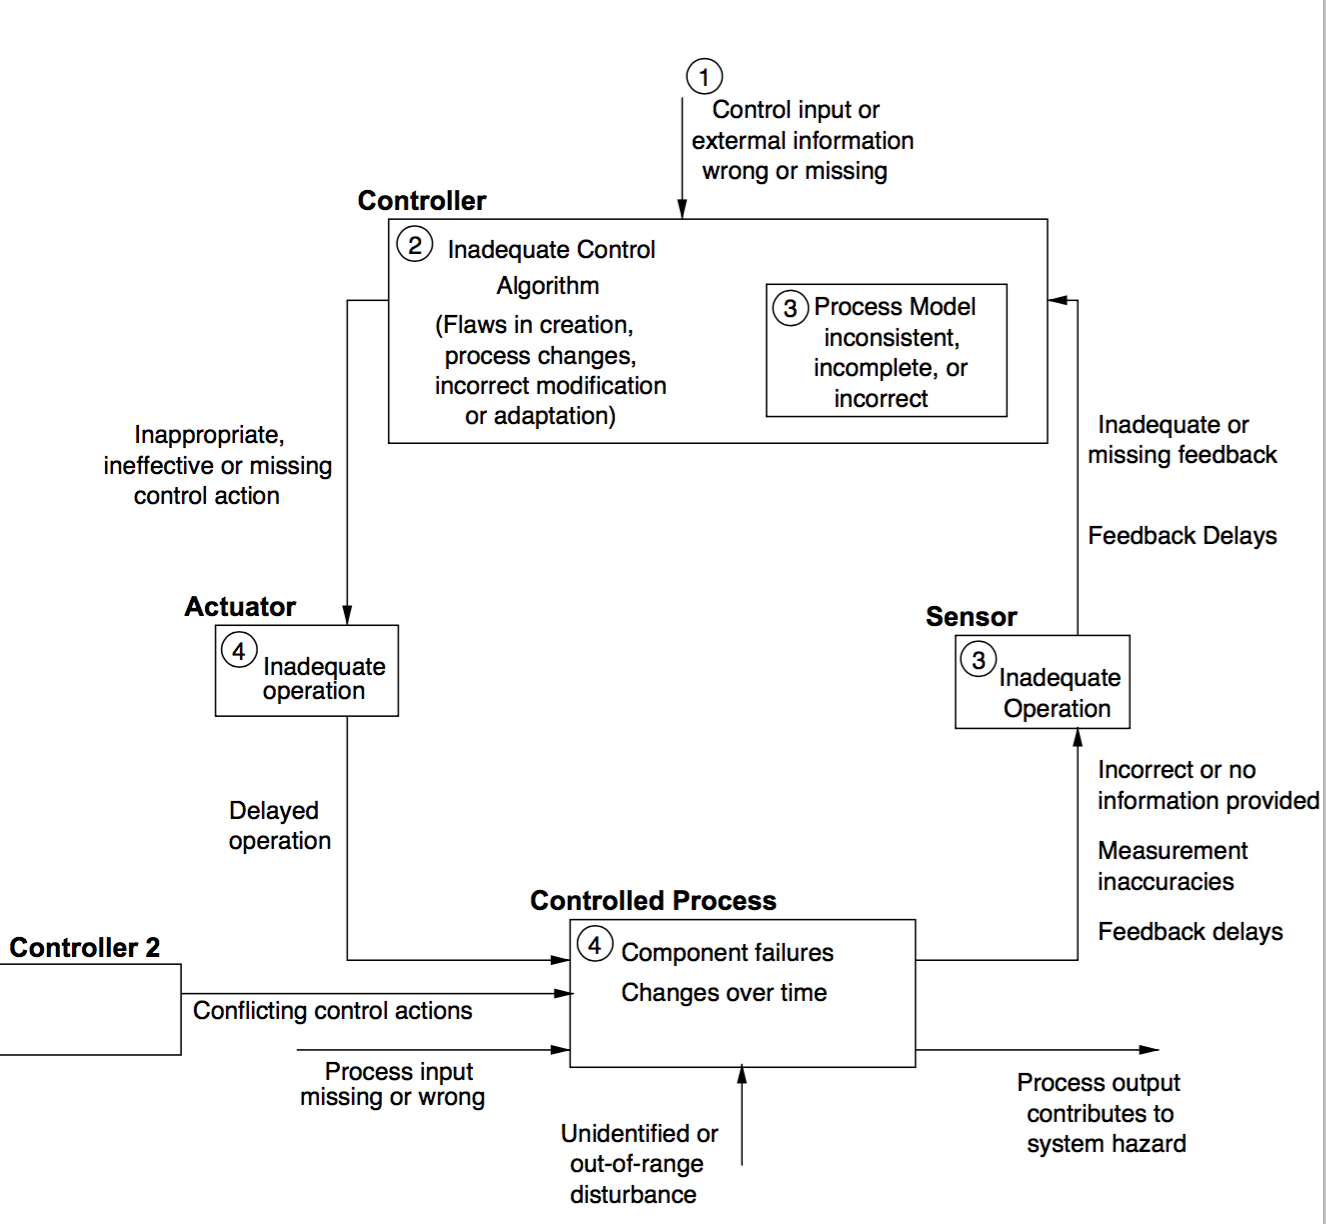 1
Control input or
extermal information
wrong or missing
Controller
2
Inadequate Control
Algorithm
(Flaws in creation,
process changes,
incorrect modification
or adaptation)
3
Process Model
inconsistent,
incomplete, or
incorrect
Inappropriate,
ineffective or missing
control action
Inadequate or
missing feedback
Feedback Delays
Actuator
4
Inadequate
operation
Sensor
3
Inadequate
Operation
Delayed
operation
Incorrect or no
information provided
Measurement
inaccuracies
Feedback delays
Controlled Process
4
Component failures
Changes over time
Controller 2
Conflicting control actions
Process input
missing or wrong
Unidentified or
out-of-range
disturbance
Process output
contributes to
system hazard